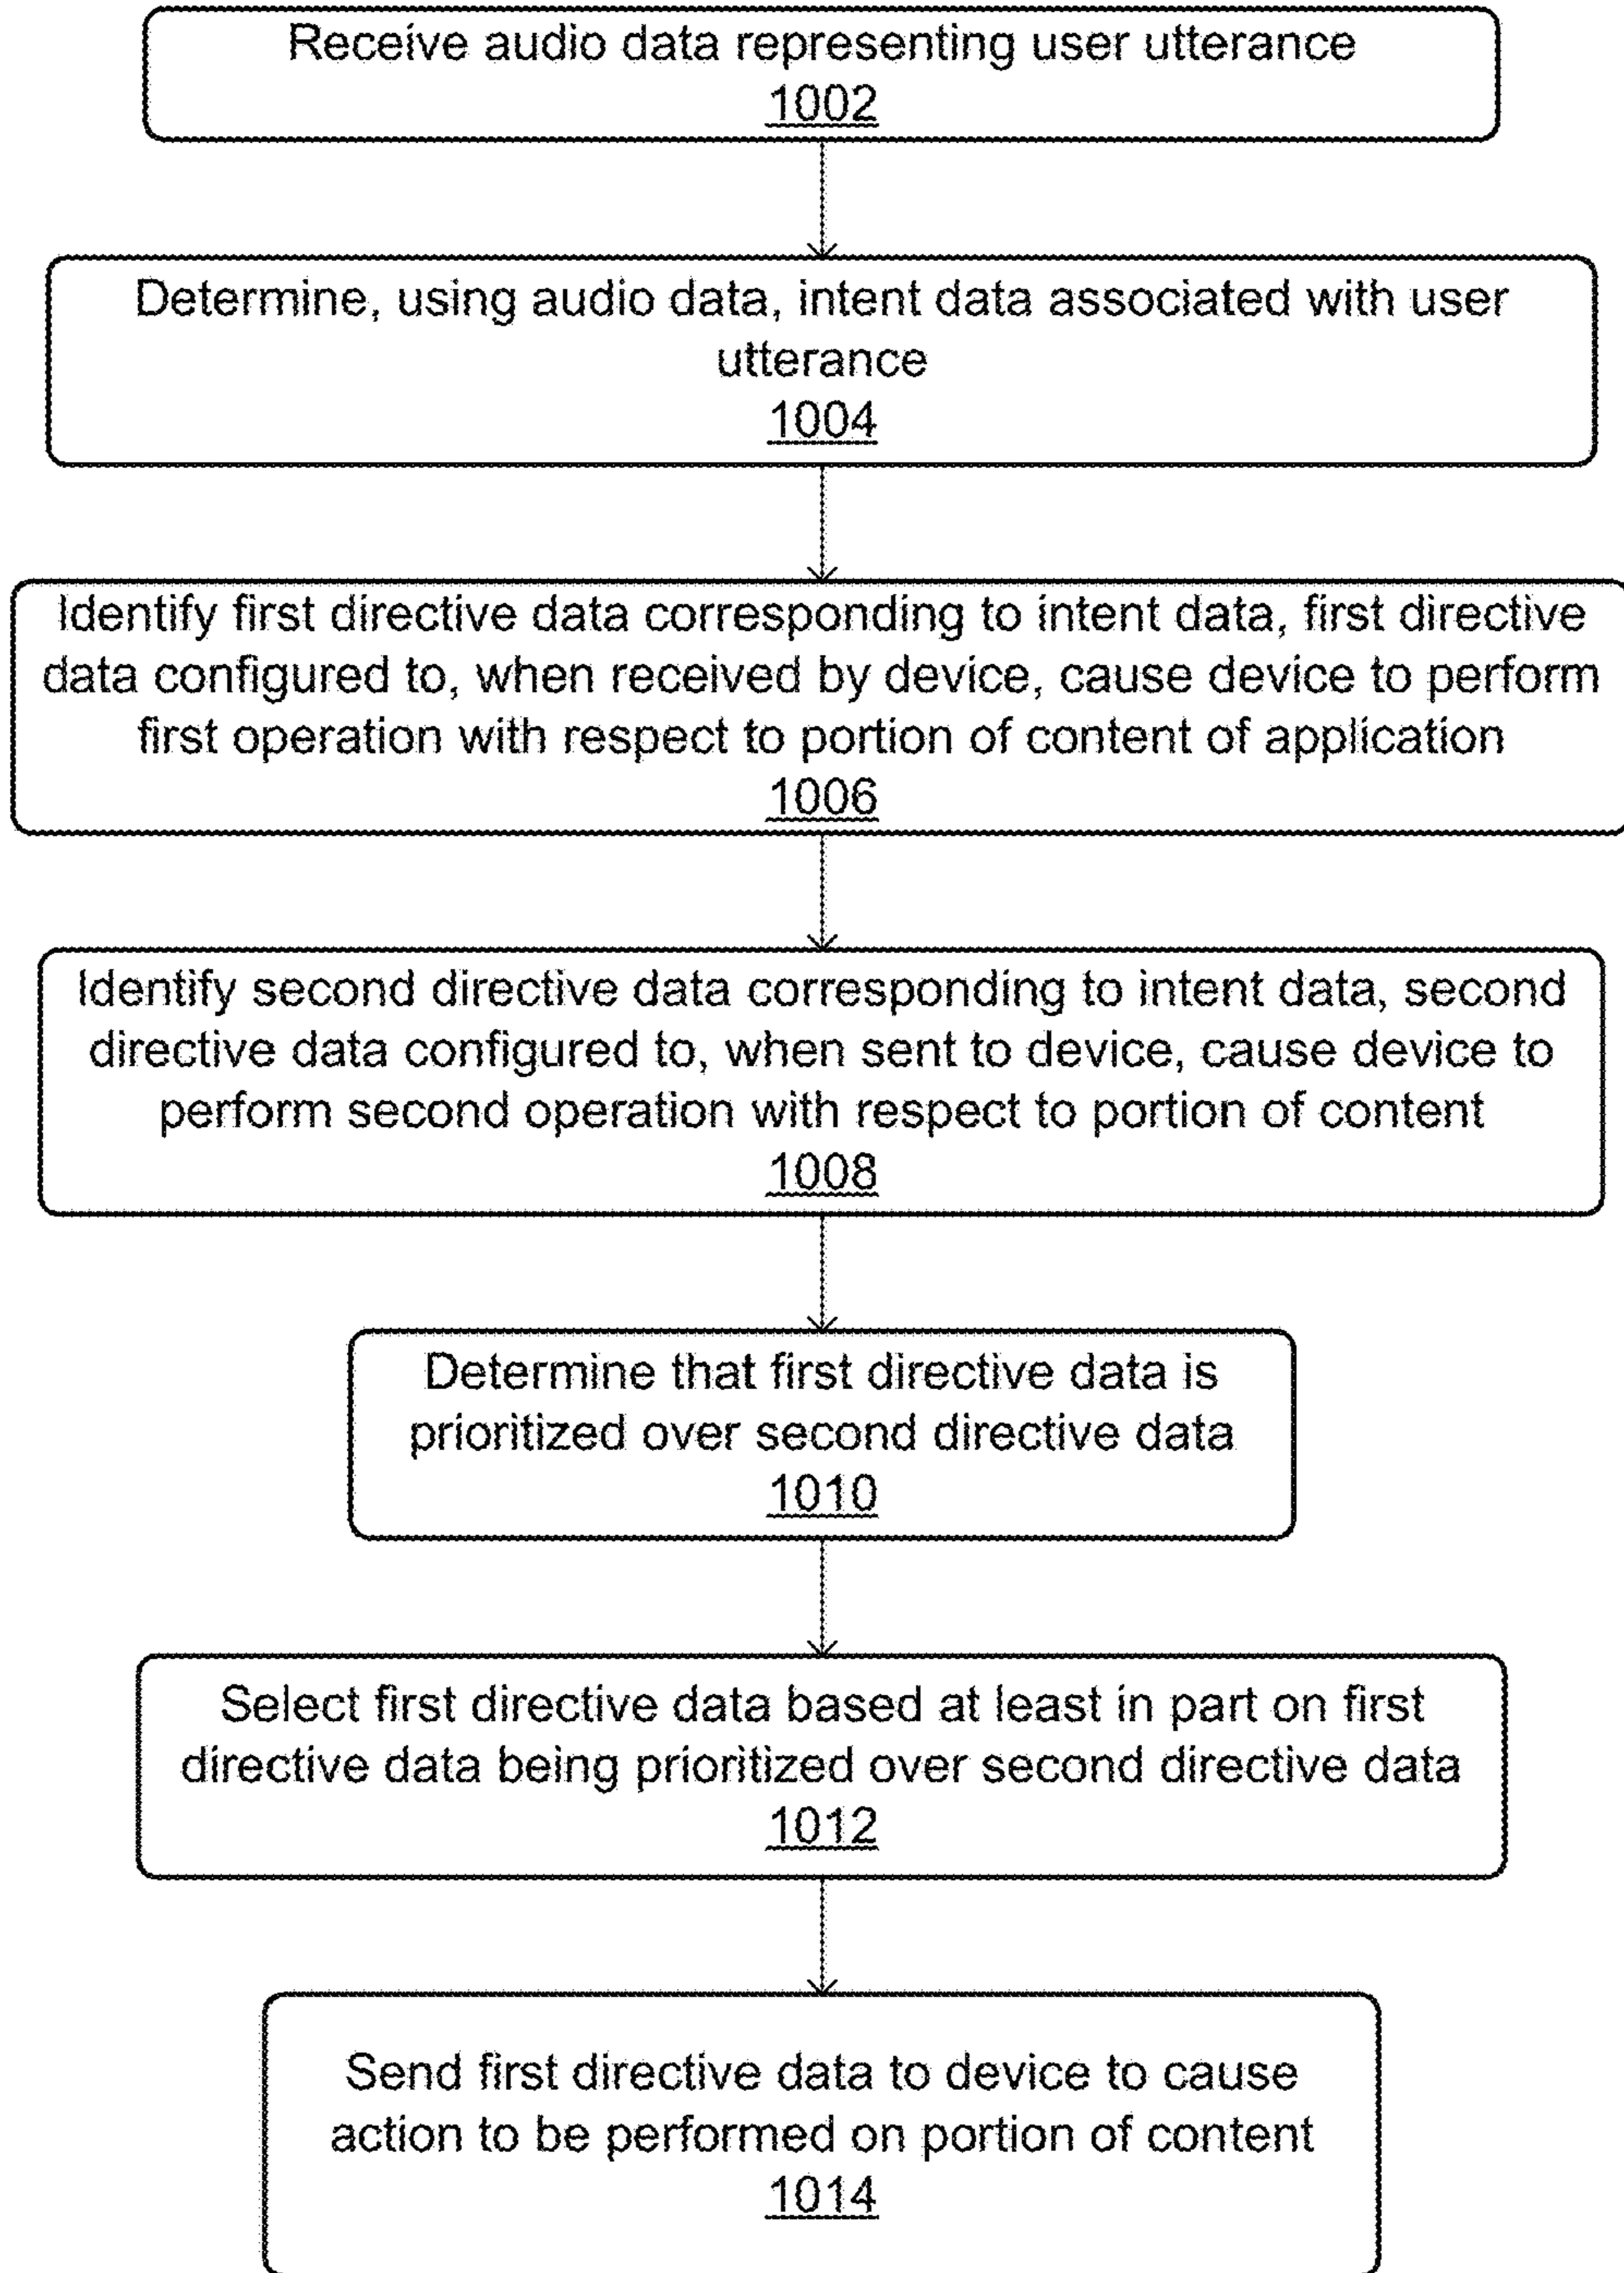 Receive audio data representing user utterance
1002
Determine, using audio data, intent data associated with user
utterance
1004
Identify first directive data corresponding to intent data, first directive
data configured to, when received by device, cause device to perform
first operation with respect to portion of content of application
1006
Identify second directive data corresponding to intent data, second
directive data configured to, when sent to device, cause device to
perform second operation with respect to portion of content
1008
Determine that first directive data is
prioritized over second directive data
1010
Select first directive data based at least in part on first
directive data being prioritized over second directive data
1012
Send first directive data to device to cause
action to be performed on portion of content
1014